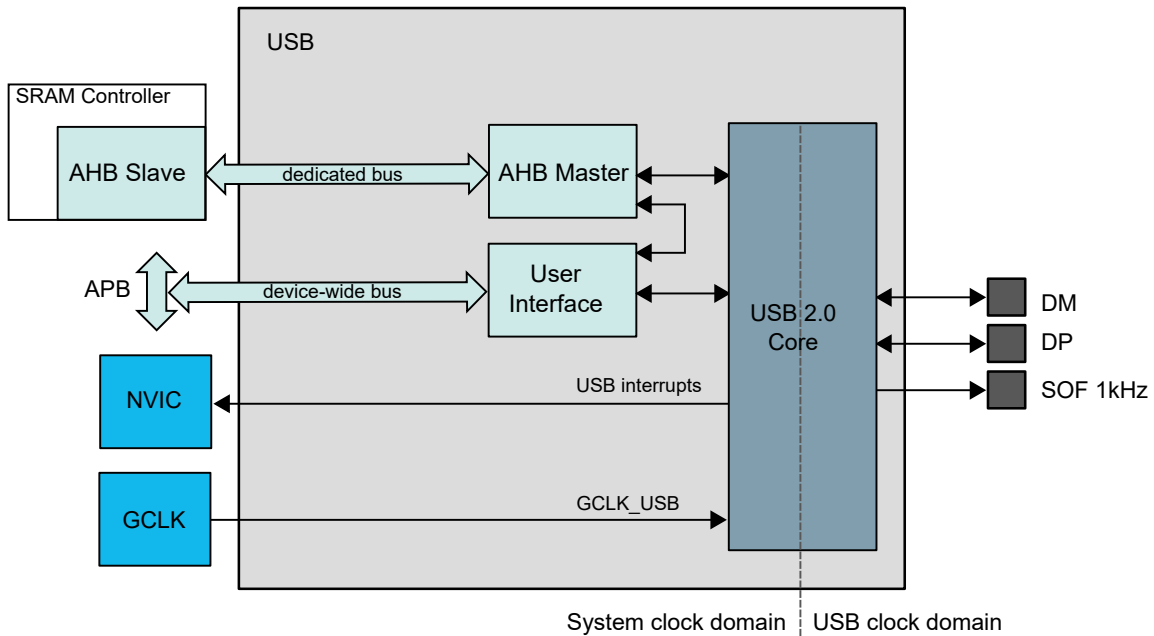 USB
SRAM Controller
AHB Slave
dedicated bus
AHB Master
APB
device-wide bus
User
Interface
USB 2.0
Core
DM
DP
SOF 1kHz
NVIC
USB interrupts
GCLK
GCLK_USB
System clock domain
USB clock domain